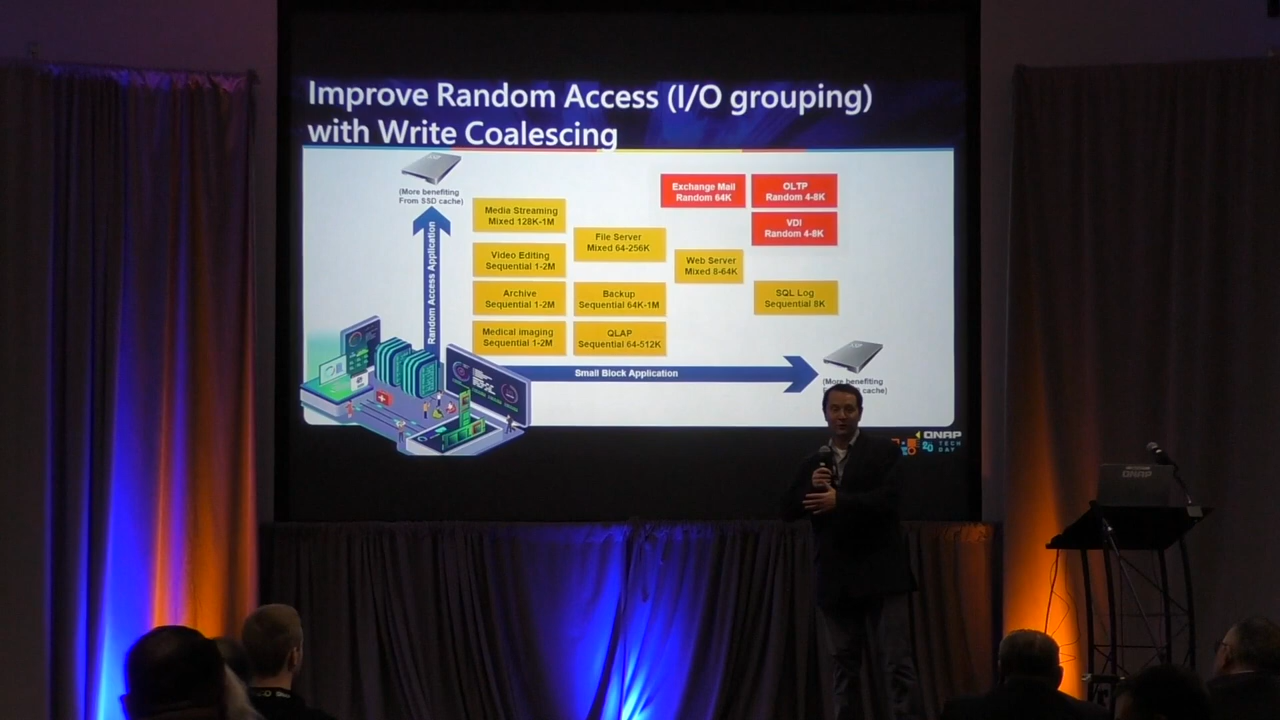 Improve Random Access (I/O grouping)
with Write Coalescing
(More benefiting
From SSD cache)
Random Access Application
Media Streaming
Mixed 128K-1M
Video Editing
Sequential 1-2M
Archive
Sequential 1-2M
Medical imaging
Sequential 1-2M
File Server
Mixed 64-256K
Backup
Sequential 64K-1M
QLAP
Sequential 64-512K
Exchange Mail
Random 64K
Web Server
Mixed 8-64K
OLTP
Random 4-8K
VDI
Random 4-8K
SQL Log
Sequential 8K
Small Block Application
(More benefiting
cache)
QNAP
20 TECH
DAY
QNAP